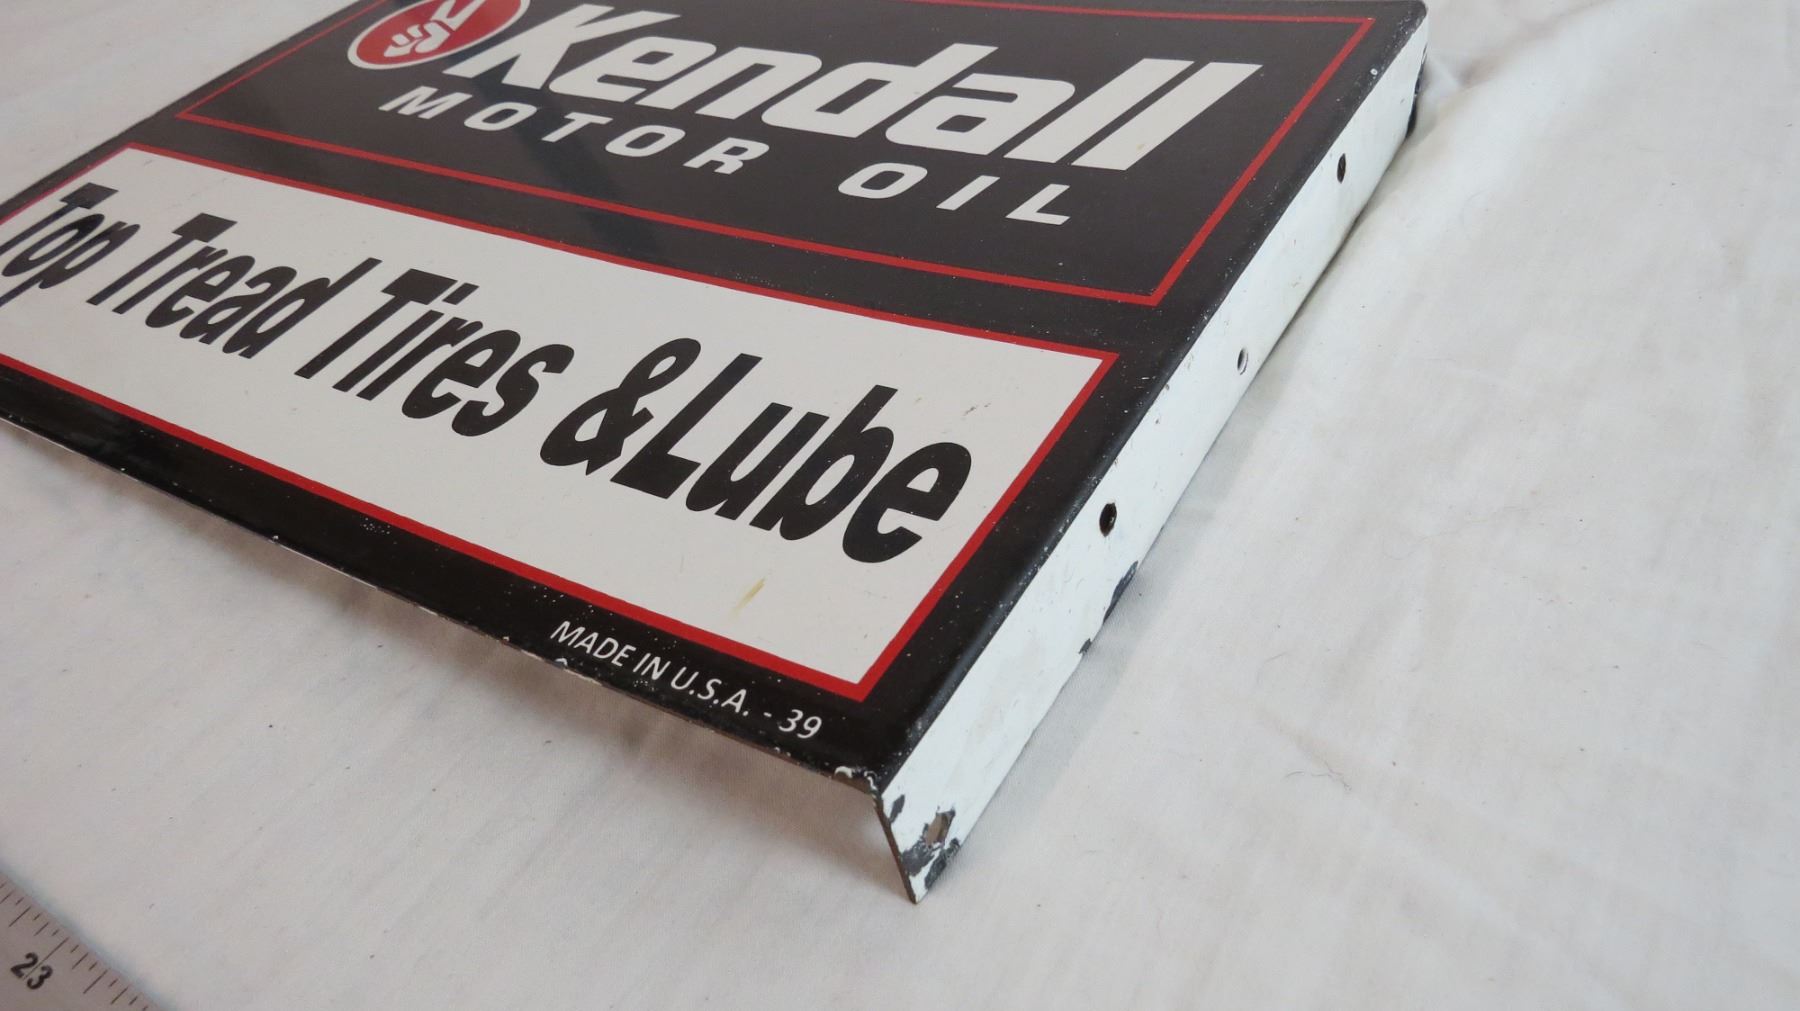 Kendall
MOTOR OIL
Top Tread Tires &Lube
MADE IN U.S.A. - 39
23